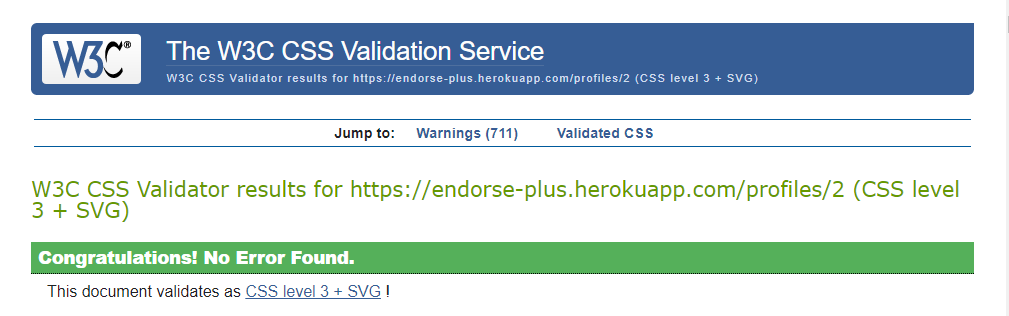 W3C®
The W3C CSS Validation Service
W3C CSS Validator results for https://endorse-plus.herokuapp.com/profiles/2 (CSS level 3 + SVG)
Jump to: Warnings (711) Validated CSS
W3C CSS Validator results for https://endorse-plus.herokuapp.com/profiles/2 (CSS level
3 + SVG)
Congratulations! No Error Found.
This document validates as CSS level 3 + SVG !